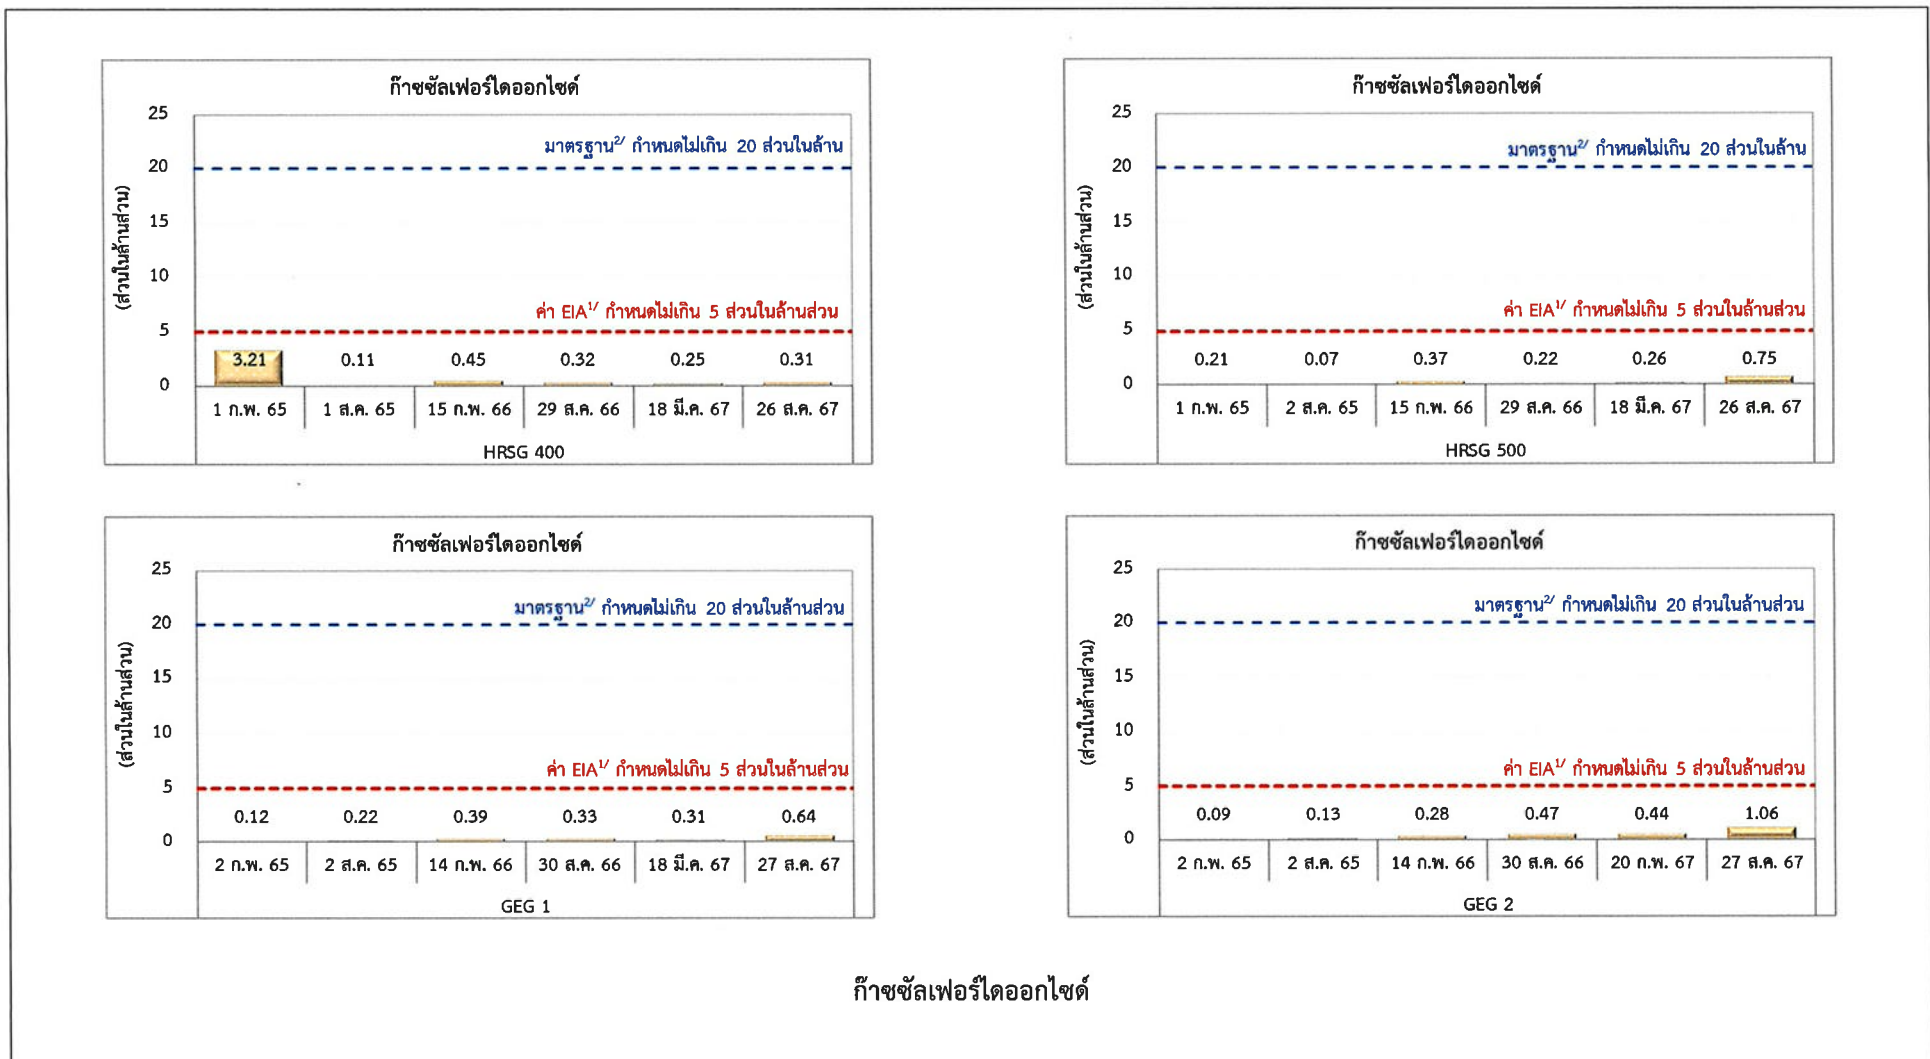 ก๊าซซัลเฟอร์ไดออกไซด์
(ส่วนในล้านส่วน)
25
20
15
10
5
0
มาตรฐาน2/ กำหนดไม่เกิน 20 ส่วนในล้าน
ค่า EIA1/ กำหนดไม่เกิน 5 ส่วนในล้านส่วน
3.21 0.11 0.45 0.32 0.25 0.31
1 ก.พ. 65 1 ส.ค. 65 15 ก.พ. 66 29 ส.ค. 66 18 มี.ค. 67 26 ส.ค. 67
HRSG 400
ก๊าซซัลเฟอร์ไดออกไซด์
(ส่วนในล้านส่วน)
25
20
15
10
5
0
มาตรฐาน2/ กำหนดไม่เกิน 20 ส่วนในล้าน
ค่า EIA1/ กำหนดไม่เกิน 5 ส่วนในล้านส่วน
0.21 0.07 0.37 0.22 0.26 0.75
1 ก.พ. 65 2 ส.ค. 65 15 ก.พ. 66 29 ส.ค. 66 18 มี.ค. 67 26 ส.ค. 67
HRSG 500
ก๊าซซัลเฟอร์ไดออกไซด์
(ส่วนในล้านส่วน)
25
20
15
10
5
0
มาตรฐาน2/ กำหนดไม่เกิน 20 ส่วนในล้านส่วน
ค่า EIA1/ กำหนดไม่เกิน 5 ส่วนในล้านส่วน
0.12 0.22 0.39 0.33 0.31 0.64
2 ก.พ. 65 2 ส.ค. 65 14 ก.พ. 66 30 ส.ค. 66 18 มี.ค. 67 27 ส.ค. 67
GEG 1
ก๊าซซัลเฟอร์ไดออกไซด์
(ส่วนในล้านส่วน)
25
20
15
10
5
0
มาตรฐาน2/ กำหนดไม่เกิน 20 ส่วนในล้านส่วน
ค่า EIA1/ กำหนดไม่เกิน 5 ส่วนในล้านส่วน
0.09 0.13 0.28 0.47 0.44 1.06
2 ก.พ. 65 2 ส.ค. 65 14 ก.พ. 66 30 ส.ค. 66 20 ก.พ. 67 27 ส.ค. 67
GEG 2
ก๊าซซัลเฟอร์ไดออกไซด์